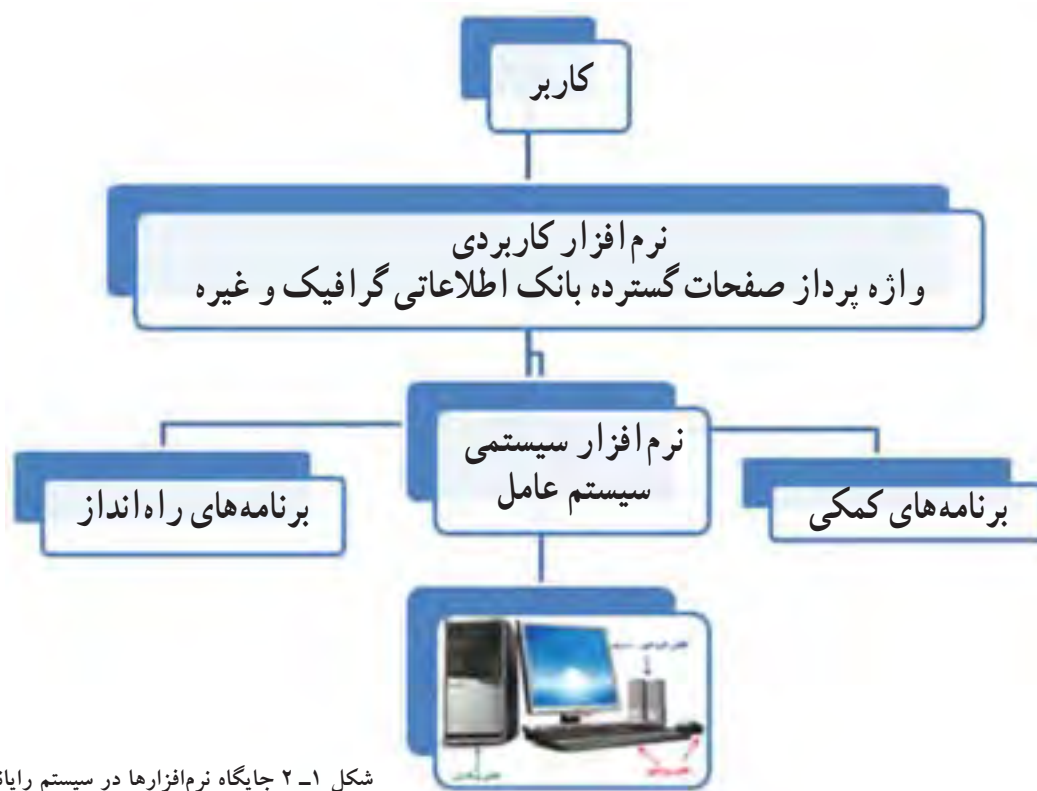 کاربر
نرم‌افزار کاربردی
واژه پرداز صفحات گسترده بانک اطلاعاتی گرافیک و غیره
نرم‌افزار سیستمی
سیستم عامل
برنامه‌های کمکی
برنامه‌های راه‌انداز
شکل ۱ـ ۲ جایگاه نرم‌افزارها در سیستم